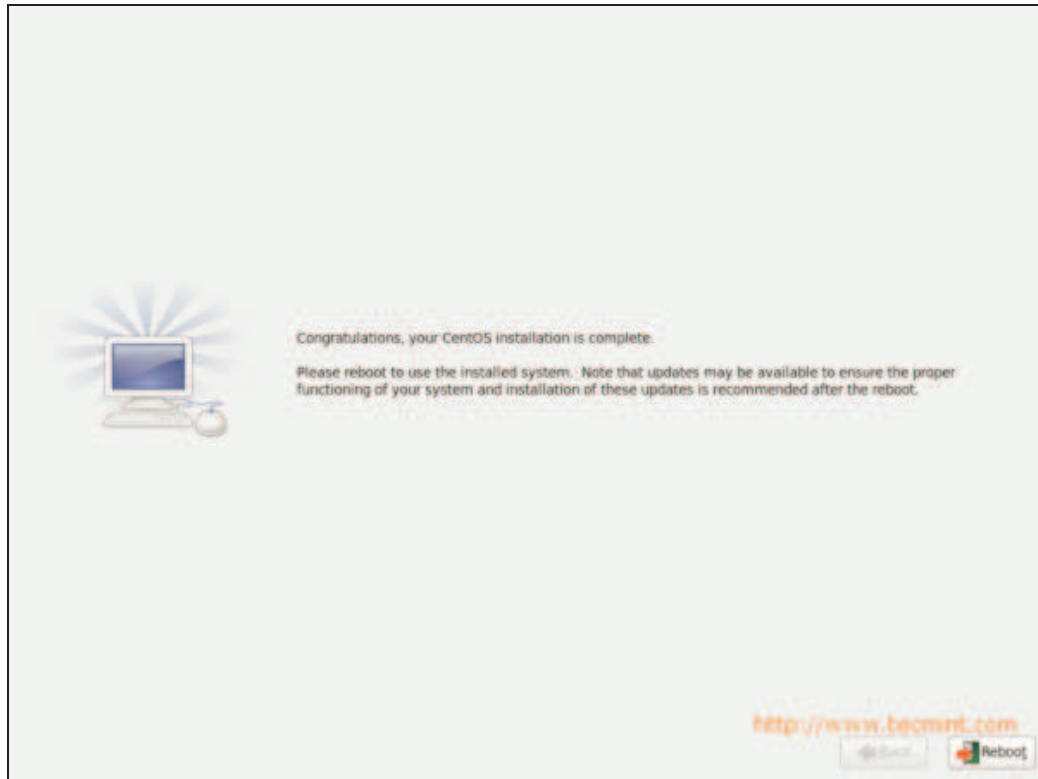 Congratulations, your CentOS installation is complete.
Please reboot to use the installed system. Note that updates may be available to ensure the proper
functioning of your system and installation of these updates is recommended after the reboot.
http://www.tecmint.com
Back
Reboot